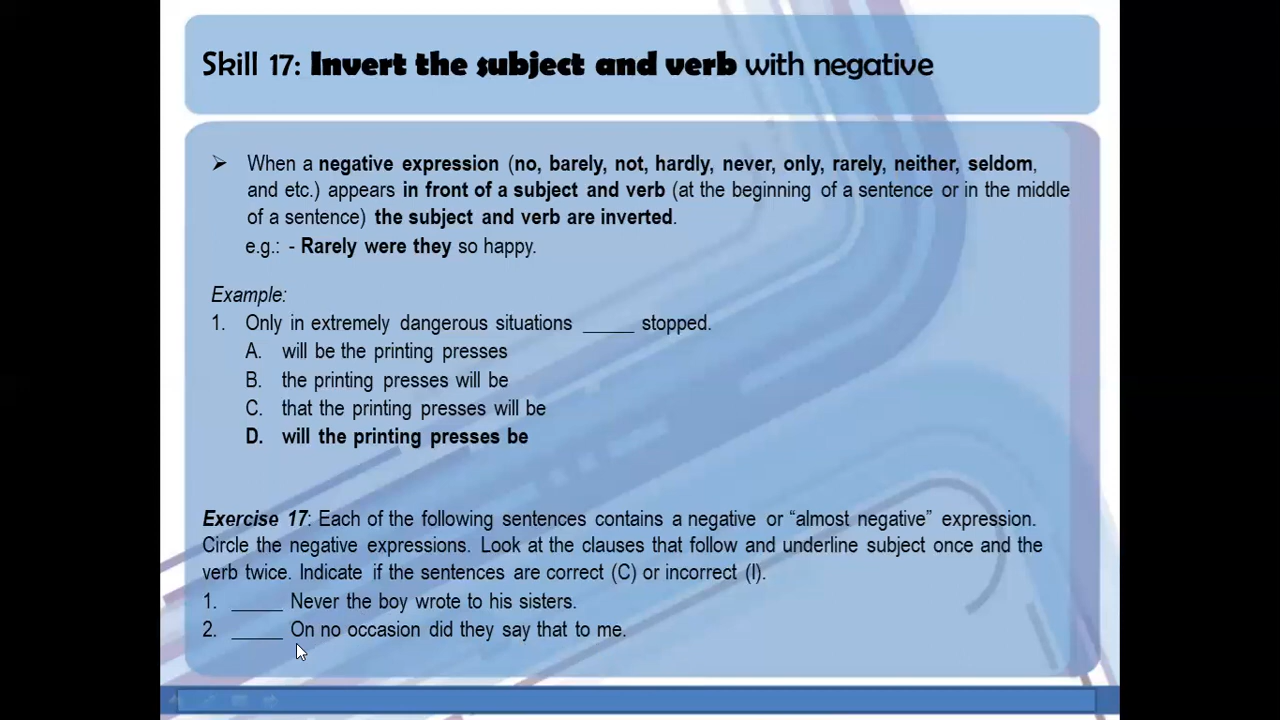 Skill 17: Invert the subject and verb with negative
➢ When a negative expression (no, barely, not, hardly, never, only, rarely, neither, seldom,
and etc.) appears in front of a subject and verb (at the beginning of a sentence or in the middle
of a sentence) the subject and verb are inverted.
e.g.: - Rarely were they so happy.
Example:
1. Only in extremely dangerous situations _____ stopped.
A. will be the printing presses
B. the printing presses will be
C. that the printing presses will be
D. will the printing presses be
Exercise 17: Each of the following sentences contains a negative or “almost negative” expression.
Circle the negative expressions. Look at the clauses that follow and underline subject once and the
verb twice. Indicate if the sentences are correct (C) or incorrect (I).
1. _____ Never the boy wrote to his sisters.
2. _____ On no occasion did they say that to me.